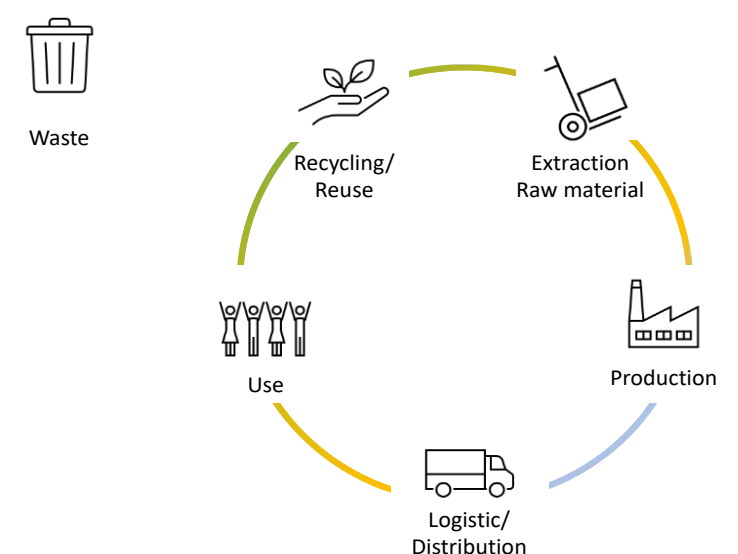 Waste
Recycling/
Reuse
Extraction
Raw material
Use
Production
Logistic/
Distribution